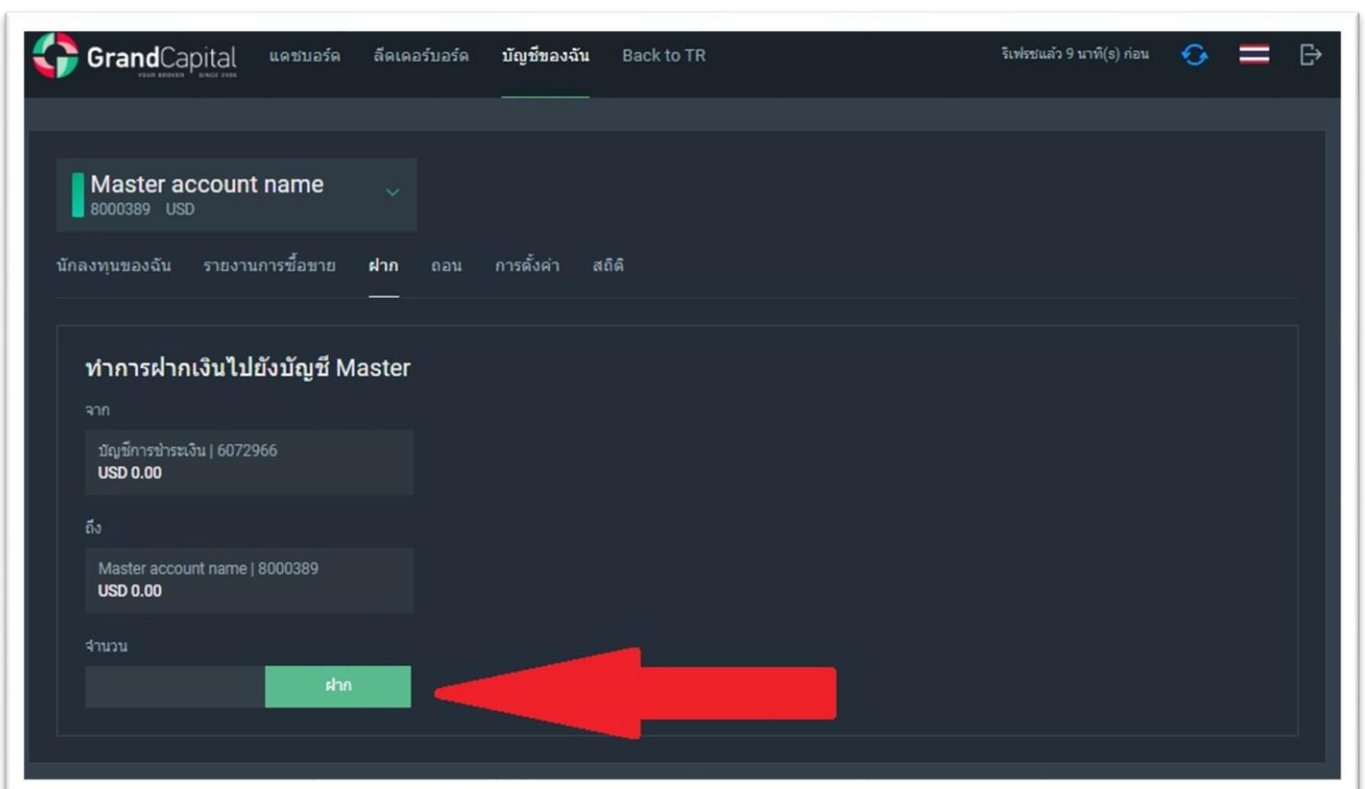 GrandCapital แดชบอร์ด ลีดเดอร์บอร์ด บัญชีของฉัน Back to TR รีเฟรชแล้ว 9 นาที(s) ก่อน
YOUR BROKER SINCE 2006
Master account name
8000389 USD
นักลงทุนของฉัน รายงานการซื้อขาย ฝาก ถอน การตั้งค่า สถิติ
ทำการฝากเงินไปยังบัญชี Master
จาก
บัญชีการชำระเงิน | 6072966
USD 0.00
ถึง
Master account name | 8000389
USD 0.00
จำนวน
ฝาก